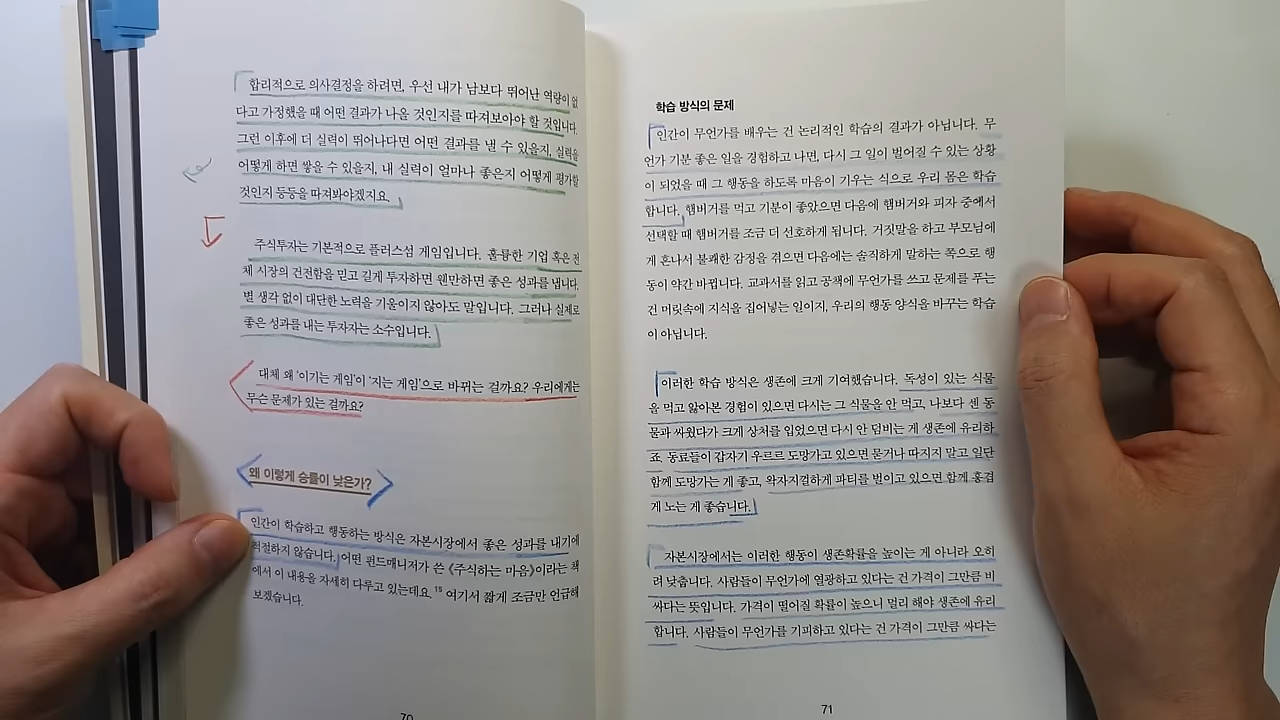 합리적으로 의사결정을 하려면, 우선 내가 남보다 뛰어난 역량이 없
다고 가정했을 때 어떤 결과가 나올 것인지를 따져보아야 할 것입니다.
그런 이후에 더 실력이 뛰어나다면 어떤 결과를 낼 수 있을지, 실력을
어떻게 하면 쌓을 수 있을지, 내 실력이 얼마나 좋은지 어떻게 평가할
것인지 등등을 따져봐야겠지요.
주식투자는 기본적으로 플러스섬 게임입니다. 훌륭한 기업 혹은 전
체 시장의 건전함을 믿고 길게 투자하면 웬만하면 좋은 성과를 냅니다.
별 생각 없이 대단한 노력을 기울이지 않아도 말입니다. 그러나 실제로
좋은 성과를 내는 투자자는 소수입니다.
대체 왜 '이기는 게임'이 '지는 게임'으로 바뀌는 걸까요? 우리에게는
무슨 문제가 있는 걸까요?
왜 이렇게 승률이 낮은가?
인간이 학습하고 행동하는 방식은 자본시장에서 좋은 성과를 내기에
적절하지 않습니다. 어떤 펀드매니저가 쓴 《주식하는 마음》이라는 책
에서 이 내용을 자세히 다루고 있는데요.15 여기서 짧게 조금만 언급해
보겠습니다.
70
학습 방식의 문제
인간이 무언가를 배우는 건 논리적인 학습의 결과가 아닙니다. 무
언가 기분 좋은 일을 경험하고 나면, 다시 그 일이 벌어질 수 있는 상황
이 되었을 때 그 행동을 하도록 마음이 기우는 식으로 우리 몸은 학습
합니다. 햄버거를 먹고 기분이 좋았으면 다음에 햄버거와 피자 중에서
선택할 때 햄버거를 조금 더 선호하게 됩니다. 거짓말을 하고 부모님에
게 혼나서 불쾌한 감정을 겪으면 다음에는 솔직하게 말하는 쪽으로 행
동이 약간 바뀝니다. 교과서를 읽고 공책에 무언가를 쓰고 문제를 푸는
건 머릿속에 지식을 집어넣는 일이지, 우리의 행동 양식을 바꾸는 학습
이 아닙니다.
이러한 학습 방식은 생존에 크게 기여했습니다. 독성이 있는 식물
을 먹고 앓아본 경험이 있으면 다시는 그 식물을 안 먹고, 나보다 센 동
물과 싸웠다가 크게 상처를 입었으면 다시 안 덤비는 게 생존에 유리하
죠. 동료들이 갑자기 우르르 도망가고 있으면 묻거나 따지지 말고 일단
함께 도망가는 게 좋고, 왁자지껄하게 파티를 벌이고 있으면 함께 흥겹
게 노는 게 좋습니다.
자본시장에서는 이러한 행동이 생존확률을 높이는 게 아니라 오히
려 낮춥니다. 사람들이 무언가에 열광하고 있다는 건 가격이 그만큼 비
싸다는 뜻입니다. 가격이 떨어질 확률이 높으니 멀리 해야 생존에 유리
합니다. 사람들이 무언가를 기피하고 있다는 건 가격이 그만큼 싸다는
71